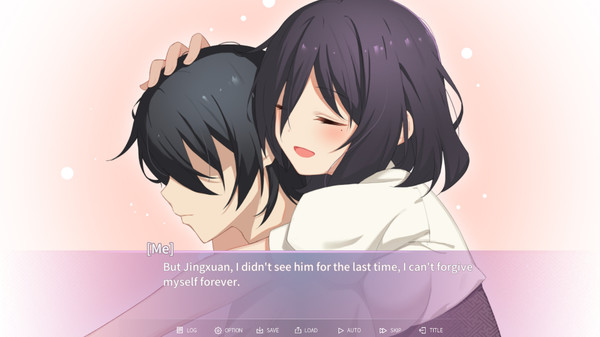 [Me]
But Jingxuan, I didn't see him for the last time, I can't forgive
myself forever.
LOG OPTION SAVE LOAD AUTO SKIP TITLE